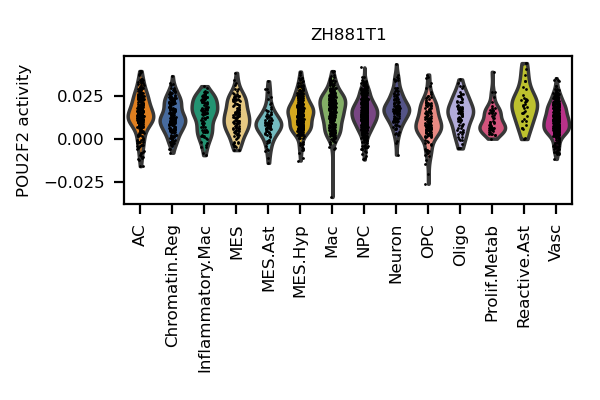 ZH881T1
POU2F2 activity
0.025
0.000
−0.025
AC
Chromatin.Reg
Inflammatory.Mac
MES
MES.Ast
MES.Hyp
Mac
NPC
Neuron
OPC
Oligo
Prolif.Metab
Reactive.Ast
Vasc